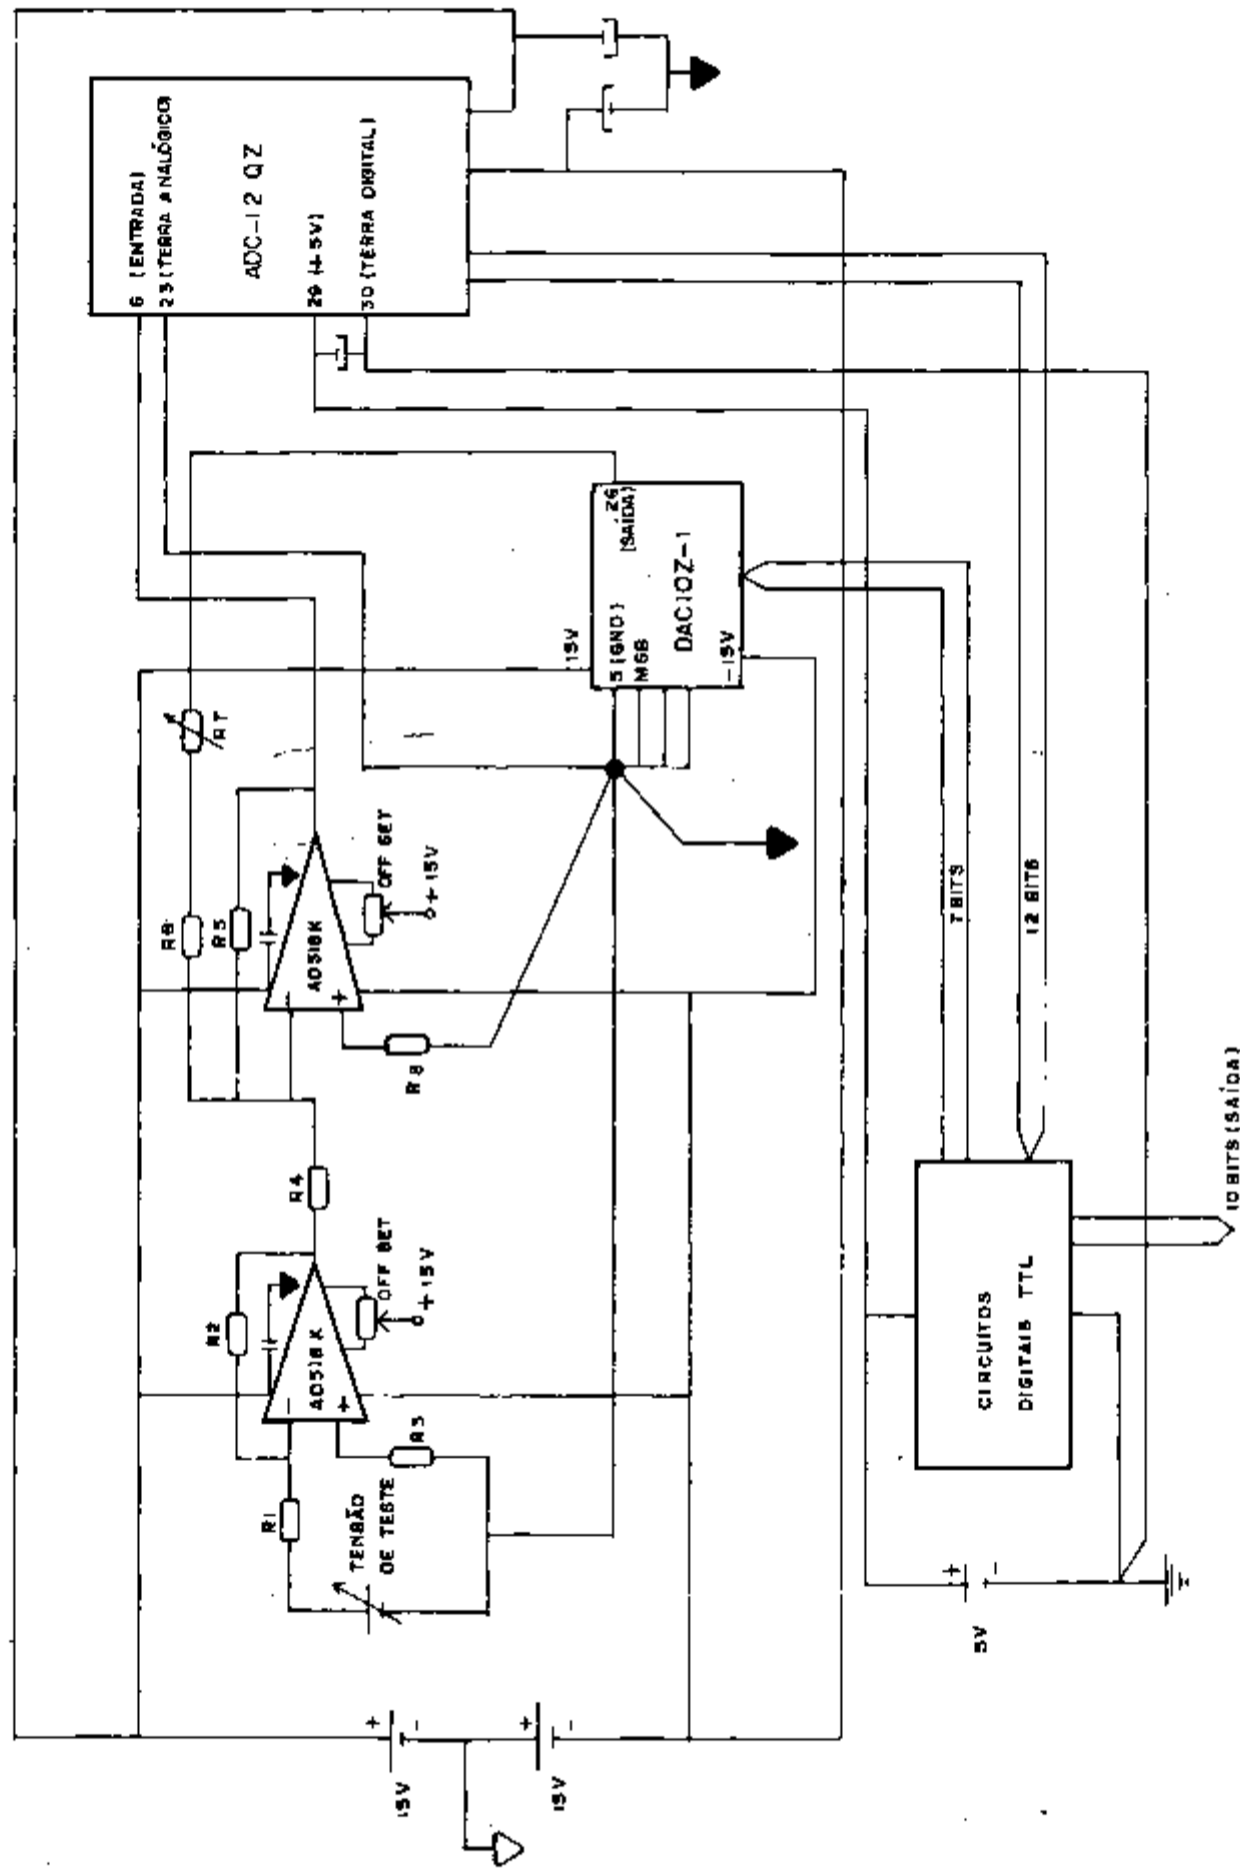 6 (ENTRADA)
23 (TERRA ANALÓGICO)
ADC-12 QZ
29 (+5V)
30 (TERRA DIGITAL)
R7
R6
R5
AD518K
OFF SET
+15V
R8
R4
R2
AD518 K
OFF SET
+15V
R3
R1
TENSÃO
DE TESTE
15V
26
(SAÍDA)
5 (GND)
MSB
DAC10Z-1
-15V
7 BITS
12 BITS
CIRCUITOS
DIGITAIS TTL
10 BITS (SAÍDA)
+
-
15V
+
-
15V
+
-
5V